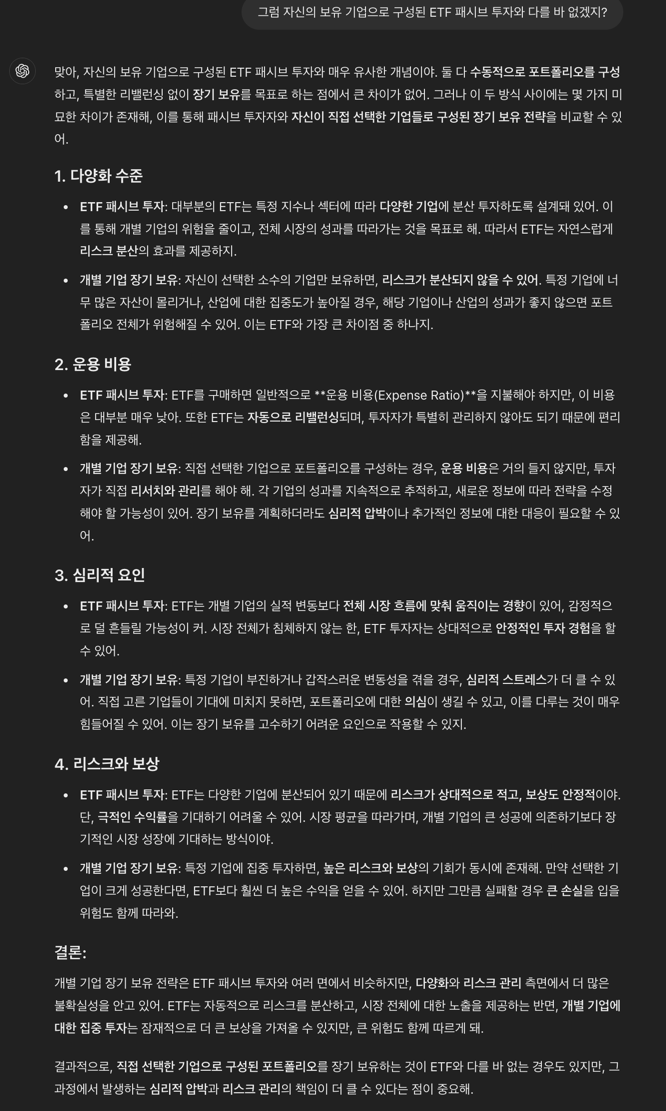 그럼 자신의 보유 기업으로 구성된 ETF 패시브 투자와 다를 바 없겠지?
맞아, 자신의 보유 기업으로 구성된 ETF 패시브 투자와 매우 유사한 개념이야. 둘 다 수동적으로 포트폴리오를 구성
하고, 특별한 리밸런싱 없이 장기 보유를 목표로 하는 점에서 큰 차이가 없어. 그러나 이 두 방식 사이에는 몇 가지 미
묘한 차이가 존재해, 이를 통해 패시브 투자자와 자신이 직접 선택한 기업들로 구성된 장기 보유 전략을 비교할 수 있
어.
1. 다양화 수준
• ETF 패시브 투자: 대부분의 ETF는 특정 지수나 섹터에 따라 다양한 기업에 분산 투자하도록 설계돼 있어. 이
를 통해 개별 기업의 위험을 줄이고, 전체 시장의 성과를 따라가는 것을 목표로 해. 따라서 ETF는 자연스럽게
리스크 분산의 효과를 제공하지.
• 개별 기업 장기 보유: 자신이 선택한 소수의 기업만 보유하면, 리스크가 분산되지 않을 수 있어. 특정 기업에 너
무 많은 자산이 몰리거나, 산업에 대한 집중도가 높아질 경우, 해당 기업이나 산업의 성과가 좋지 않으면 포트
폴리오 전체가 위험해질 수 있어. 이는 ETF와 가장 큰 차이점 중 하나지.
2. 운용 비용
• ETF 패시브 투자: ETF를 구매하면 일반적으로 **운용 비용(Expense Ratio)**을 지불해야 하지만, 이 비용
은 대부분 매우 낮아. 또한 ETF는 자동으로 리밸런싱되며, 투자자가 특별히 관리하지 않아도 되기 때문에 편리
함을 제공해.
• 개별 기업 장기 보유: 직접 선택한 기업으로 포트폴리오를 구성하는 경우, 운용 비용은 거의 들지 않지만, 투자
자가 직접 리서치와 관리를 해야 해. 각 기업의 성과를 지속적으로 추적하고, 새로운 정보에 따라 전략을 수정
해야 할 가능성이 있어. 장기 보유를 계획하더라도 심리적 압박이나 추가적인 정보에 대한 대응이 필요할 수 있
어.
3. 심리적 요인
• ETF 패시브 투자: ETF는 개별 기업의 실적 변동보다 전체 시장 흐름에 맞춰 움직이는 경향이 있어, 감정적으
로 덜 흔들릴 가능성이 커. 시장 전체가 침체하지 않는 한, ETF 투자자는 상대적으로 안정적인 투자 경험을 할
수 있어.
• 개별 기업 장기 보유: 특정 기업이 부진하거나 갑작스러운 변동성을 겪을 경우, 심리적 스트레스가 더 클 수 있
어. 직접 고른 기업들이 기대에 미치지 못하면, 포트폴리오에 대한 의심이 생길 수 있고, 이를 다루는 것이 매우
힘들어질 수 있어. 이는 장기 보유를 고수하기 어려운 요인으로 작용할 수 있지.
4. 리스크와 보상
• ETF 패시브 투자: ETF는 다양한 기업에 분산되어 있기 때문에 리스크가 상대적으로 적고, 보상도 안정적이야.
단, 극적인 수익률을 기대하기 어려울 수 있어. 시장 평균을 따라가며, 개별 기업의 큰 성공에 의존하기보다 장
기적인 시장 성장에 기대하는 방식이야.
• 개별 기업 장기 보유: 특정 기업에 집중 투자하면, 높은 리스크와 보상의 기회가 동시에 존재해. 만약 선택한 기
업이 크게 성공한다면, ETF보다 훨씬 더 높은 수익을 얻을 수 있어. 하지만 그만큼 실패할 경우 큰 손실을 입을
위험도 함께 따라와.
결론:
개별 기업 장기 보유 전략은 ETF 패시브 투자와 여러 면에서 비슷하지만, 다양화와 리스크 관리 측면에서 더 많은
불확실성을 안고 있어. ETF는 자동적으로 리스크를 분산하고, 시장 전체에 대한 노출을 제공하는 반면, 개별 기업에
대한 집중 투자는 잠재적으로 더 큰 보상을 가져올 수 있지만, 큰 위험도 함께 따르게 돼.
결과적으로, 직접 선택한 기업으로 구성된 포트폴리오를 장기 보유하는 것이 ETF와 다를 바 없는 경우도 있지만, 그
과정에서 발생하는 심리적 압박과 리스크 관리의 책임이 더 클 수 있다는 점이 중요해.